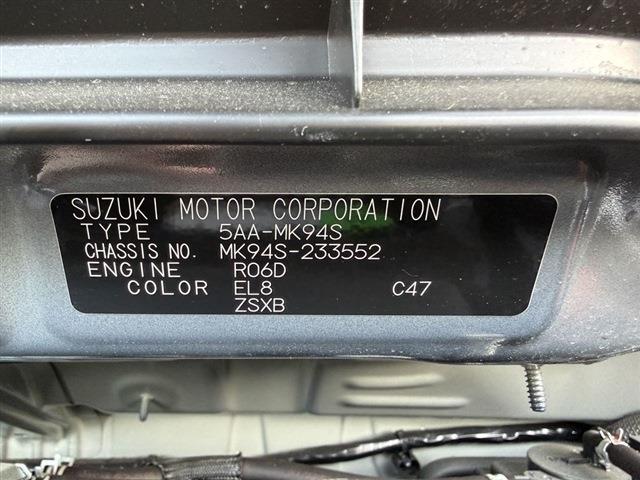 SUZUKI MOTOR CORPORATION
TYPE 5AA-MK94S
CHASSIS NO. MK94S-233552
ENGINE R06D
COLOR EL8 C47
ZSXB